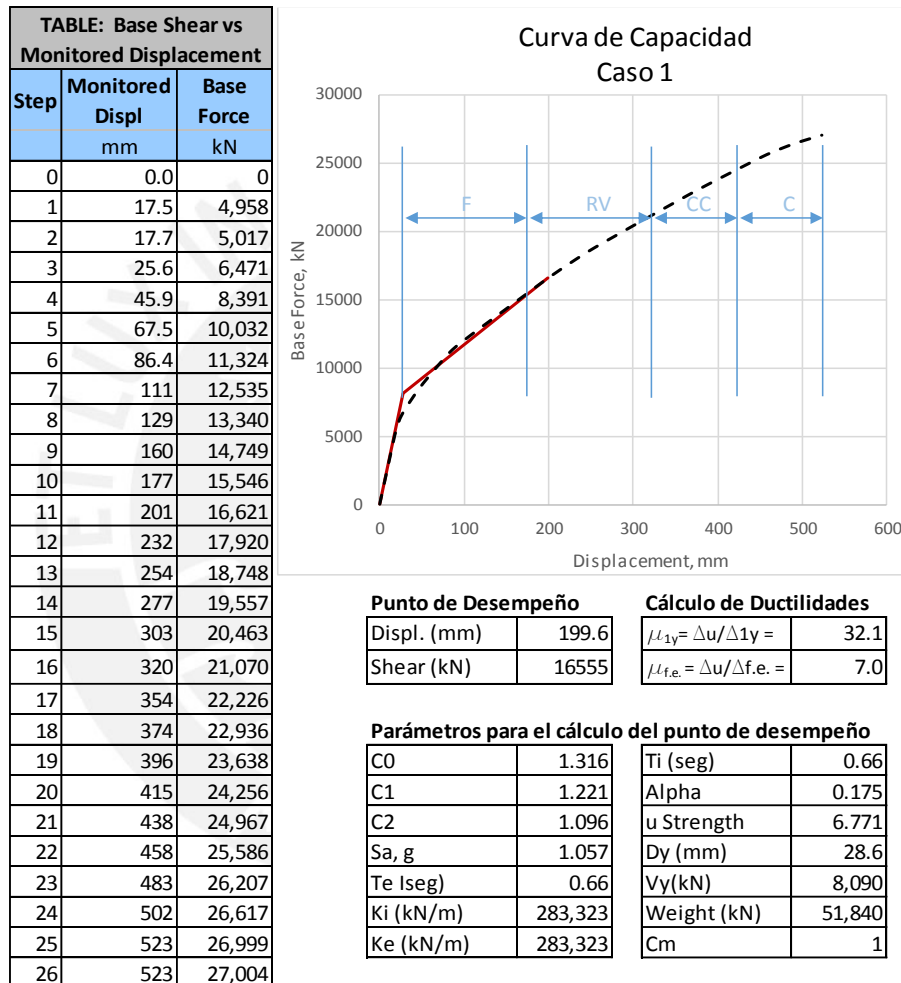 TABLE: Base Shear vs
Monitored Displacement
Step Monitored Displ Base Force
mm kN
0 0.0 0
1 17.5 4,958
2 17.7 5,017
3 25.6 6,471
4 45.9 8,391
5 67.5 10,032
6 86.4 11,324
7 111 12,535
8 129 13,340
9 160 14,749
10 177 15,546
11 201 16,621
12 232 17,920
13 254 18,748
14 277 19,557
15 303 20,463
16 320 21,070
17 354 22,226
18 374 22,936
19 396 23,638
20 415 24,256
21 438 24,967
22 458 25,586
23 483 26,207
24 502 26,617
25 523 26,999
26 523 27,004
Curva de Capacidad
Caso 1
30000
25000
20000
15000
10000
5000
0
Base Force, kN
F RV CC C
0 100 200 300 400 500 600
Displacement, mm
Punto de Desempeño
Displ. (mm) 199.6
Shear (kN) 16555
Cálculo de Ductilidades
μ1y= Δu/Δ1y = 32.1
μf.e. = Δu/Δf.e. = 7.0
Parámetros para el cálculo del punto de desempeño
C0 1.316 Ti (seg) 0.66
C1 1.221 Alpha 0.175
C2 1.096 u Strength 6.771
Sa, g 1.057 Dy (mm) 28.6
Te Iseg) 0.66 Vy(kN) 8,090
Ki (kN/m) 283,323 Weight (kN) 51,840
Ke (kN/m) 283,323 Cm 1